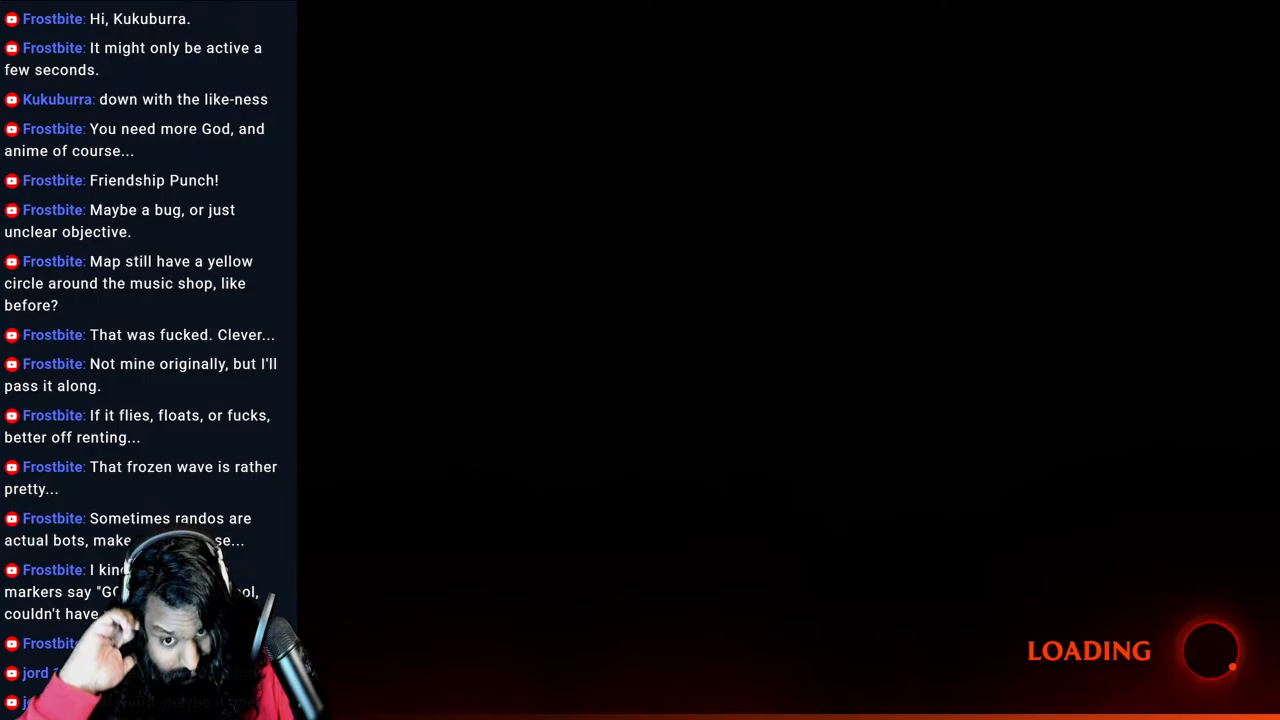 Frostbite: Hi, Kukuburra.
Frostbite: It might only be active a
few seconds.
Kukuburra: down with the like-ness
Frostbite: You need more God, and
anime of course...
Frostbite: Friendship Punch!
Frostbite: Maybe a bug, or just
unclear objective.
Frostbite: Map still have a yellow
circle around the music shop, like
before?
Frostbite: That was fucked. Clever...
Frostbite: Not mine originally, but I'll
pass it along.
Frostbite: If it flies, floats, or fucks,
better off renting...
Frostbite: That frozen wave is rather
pretty...
Frostbite: Sometimes randos are
actual bots, make
Frostbite: I
markers say
couldn't have
jord
LOADING